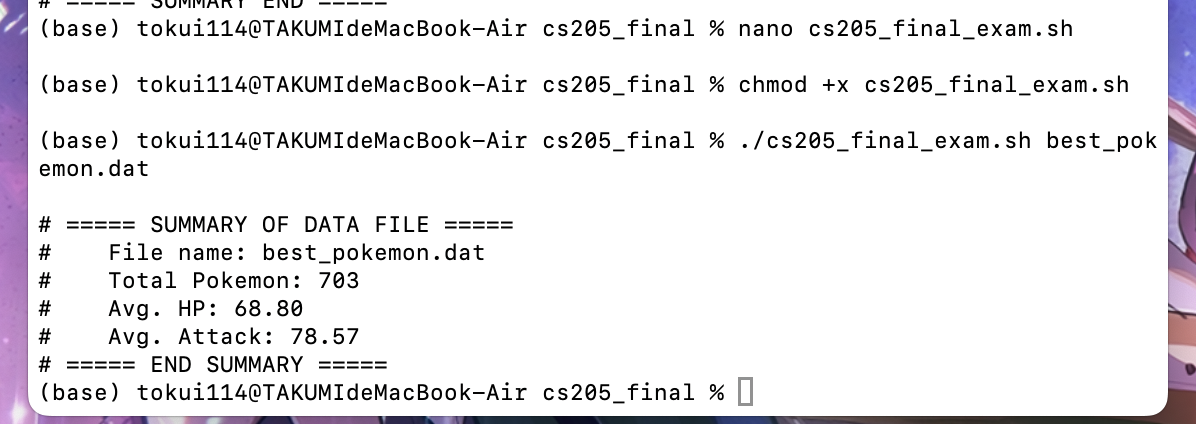 # ===== SUMMARY END =====
(base) tokui114@TAKUMIdeMacBook-Air cs205_final % nano cs205_final_exam.sh
(base) tokui114@TAKUMIdeMacBook-Air cs205_final % chmod +x cs205_final_exam.sh
(base) tokui114@TAKUMIdeMacBook-Air cs205_final % ./cs205_final_exam.sh best_pok
emon.dat
# ===== SUMMARY OF DATA FILE =====
#    File name: best_pokemon.dat
#    Total Pokemon: 703
#    Avg. HP: 68.80
#    Avg. Attack: 78.57
# ===== END SUMMARY =====
(base) tokui114@TAKUMIdeMacBook-Air cs205_final %